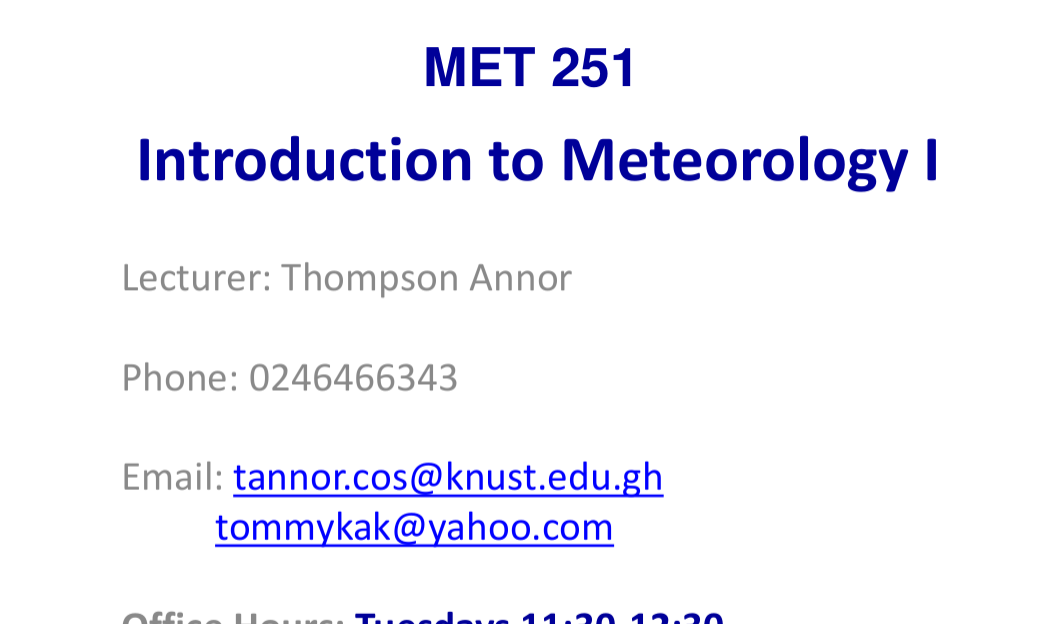 MET 251
Introduction to Meteorology I
Lecturer: Thompson Annor
Phone: 0246466343
Email: tannor.cos@knust.edu.gh
tommykak@yahoo.com
Office Hours: Tuesdays 11:30-12:30